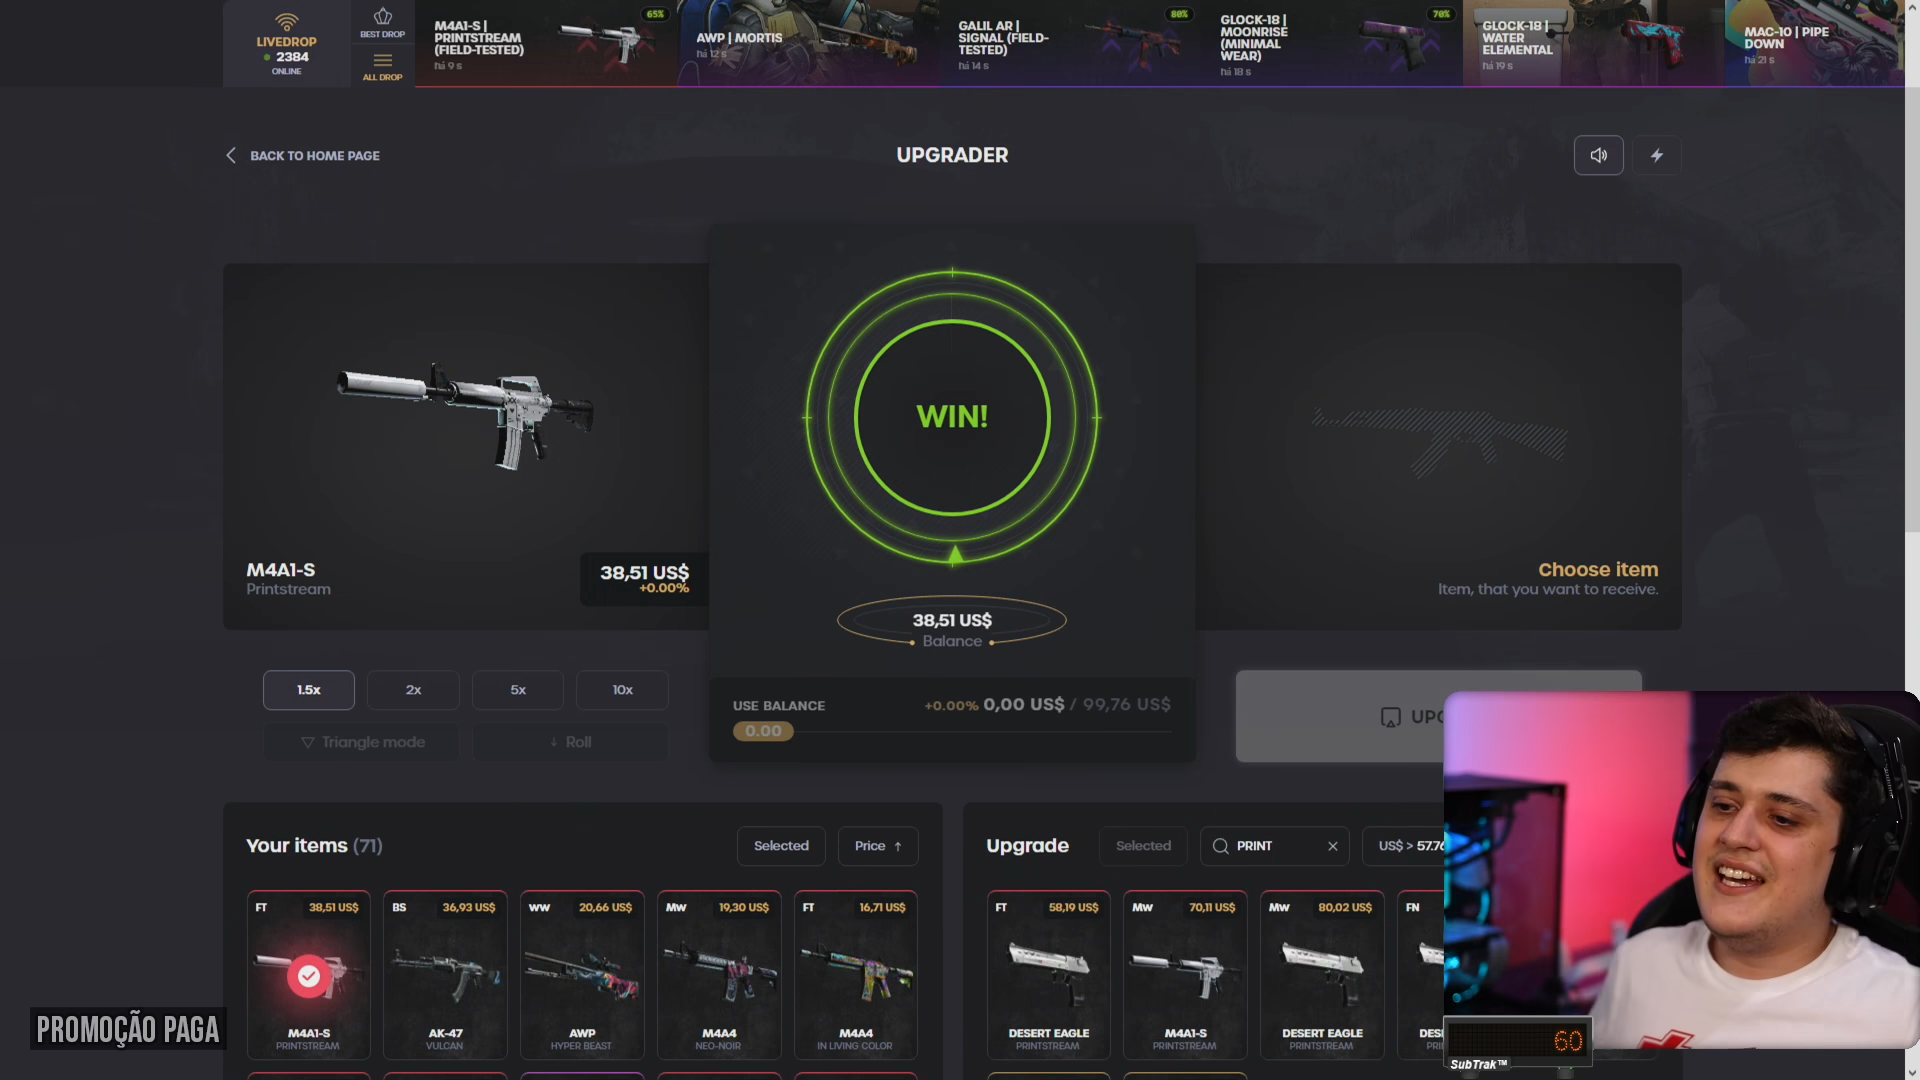 LIVEDROP
2384
ONLINE
BEST DROP
ALL DROP
M4A1-S |
PRINTSTREAM
(FIELD-TESTED)
há 9 s
65%
AWP | MORTIS
há 12 s
GALIL AR |
SIGNAL (FIELD-
TESTED)
há 14 s
80%
GLOCK-18 |
MOONRISE
(MINIMAL
WEAR)
há 18 s
70%
GLOCK-18 |
WATER
ELEMENTAL
há 19 s
MAC-10 | PIPE
DOWN
há 21 s
BACK TO HOME PAGE
UPGRADER
WIN!
M4A1-S
Printstream
38,51 US$
+0.00%
Choose item
Item, that you want to receive.
38,51 US$
Balance
1.5x
2x
5x
10x
Triangle mode
Roll
USE BALANCE
+0.00% 0,00 US$ / 99,76 US$
0.00
Your items (71)
Selected
Price
Upgrade
Selected
PRINT
US$ > 57.76
FT
38,51 US$
M4A1-S
PRINTSTREAM
BS
36,93 US$
AK-47
VULCAN
WW
20,66 US$
AWP
HYPER BEAST
MW
19,30 US$
M4A4
NEO-NOIR
FT
16,71 US$
M4A4
IN LIVING COLOR
FT
58,19 US$
DESERT EAGLE
PRINTSTREAM
MW
70,11 US$
M4A1-S
PRINTSTREAM
MW
80,02 US$
DESERT EAGLE
PRINTSTREAM
FN
PROMOÇÃO PAGA
60
SubTrak™